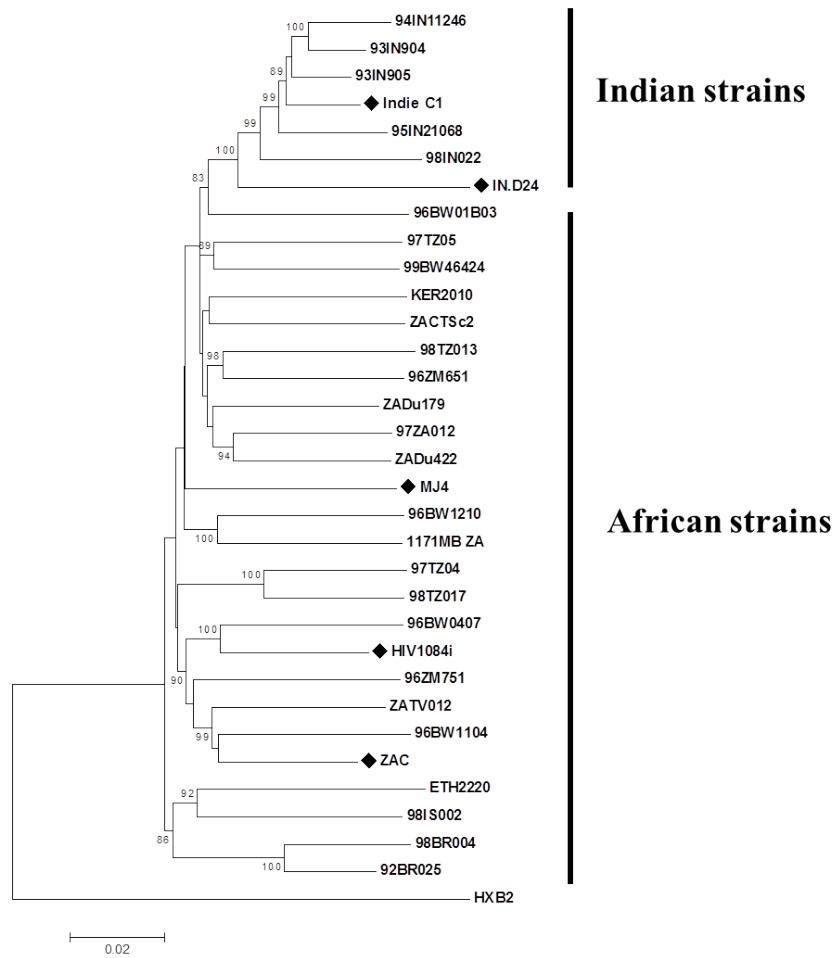 94IN11246
100
93IN904
93IN905
89
Indie C1
Indian strains
99
95IN21068
99
98IN022
100
IN.D24
83
96BW01B03
97TZ05
89
99BW46424
KER2010
ZACTSc2
98TZ013
98
96ZM651
ZADu179
97ZA012
94
ZADu422
MJ4
96BW1210
African strains
100
1171MB ZA
97TZ04
100
98TZ017
96BW0407
100
HIV1084i
96ZM751
90
ZATV012
96BW1104
99
ZAC
ETH2220
92
98IS002
86
98BR004
100
92BR025
HXB2
0.02